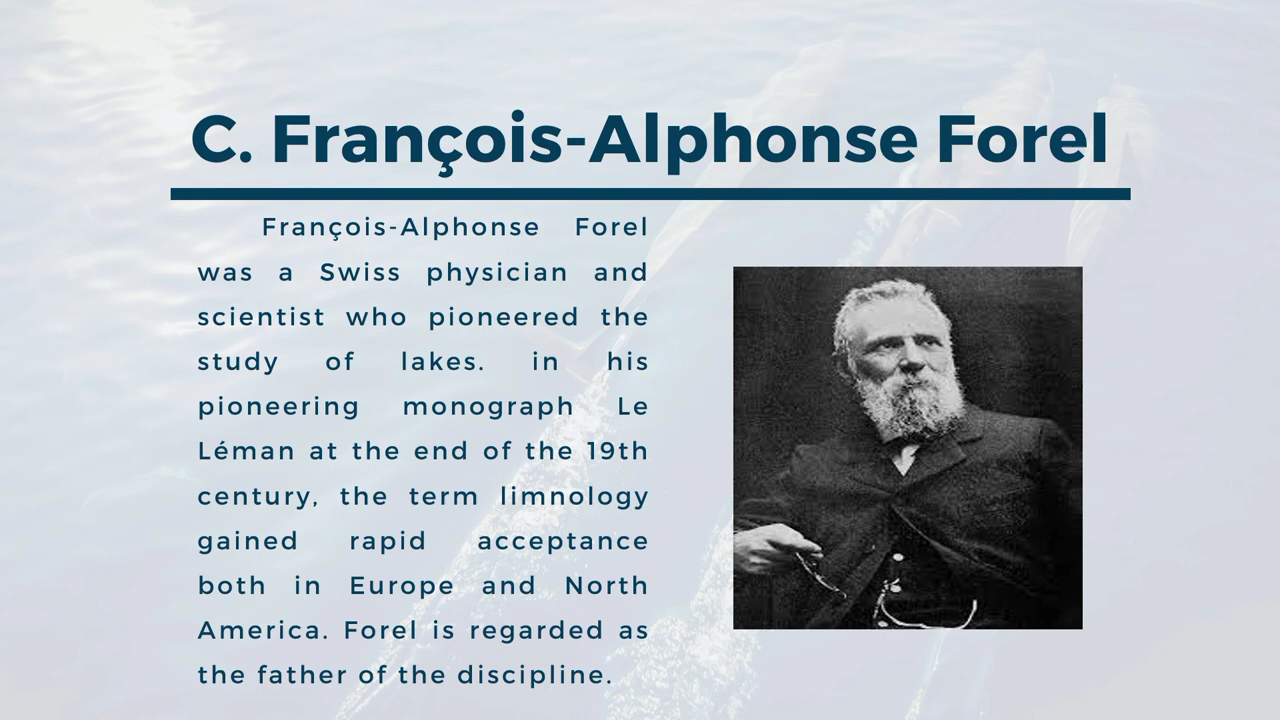 C. François-Alphonse Forel
François-Alphonse Forel
was a Swiss physician and
scientist who pioneered the
study of lakes. in his
pioneering monograph Le
Léman at the end of the 19th
century, the term limnology
gained rapid acceptance
both in Europe and North
America. Forel is regarded as
the father of the discipline.